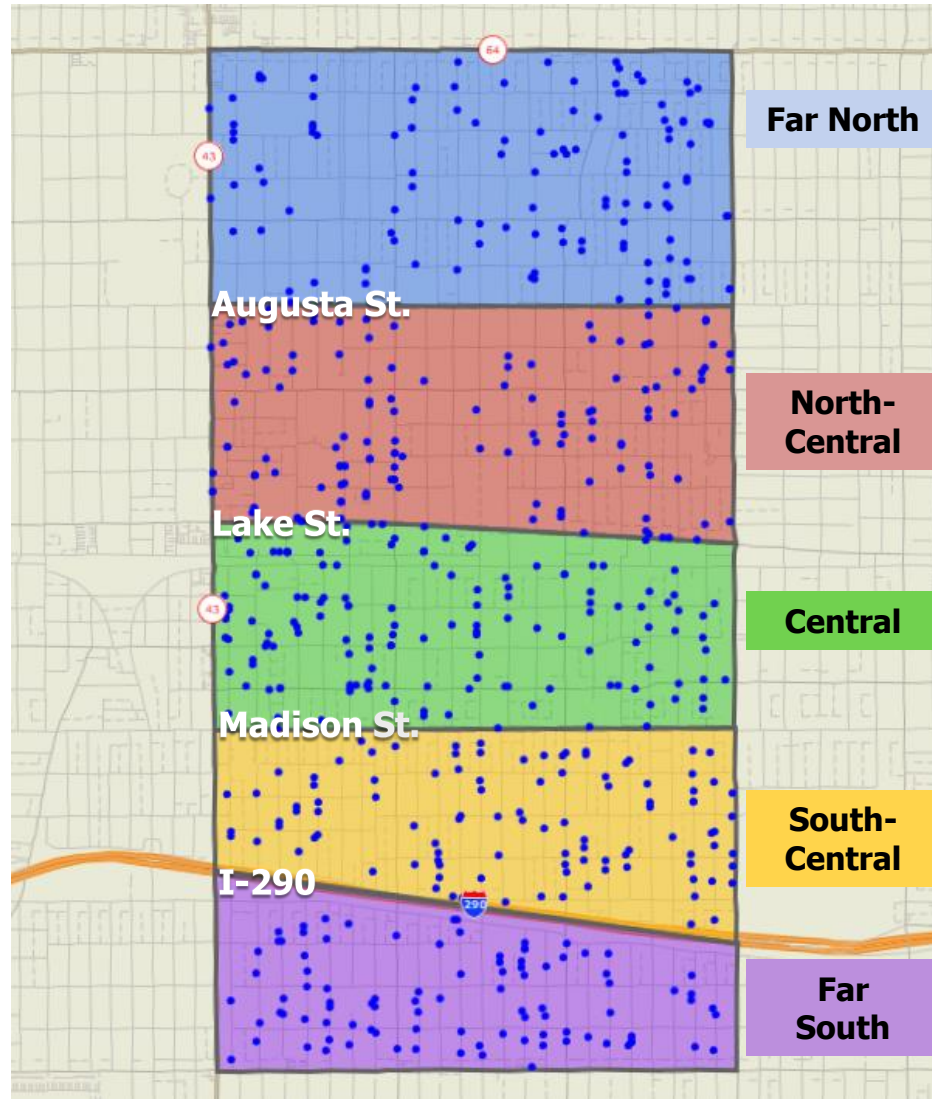 64
Far North
43
Augusta St.
North-
Central
Lake St.
43
Central
Madison St.
South-
Central
I-290
290
Far
South